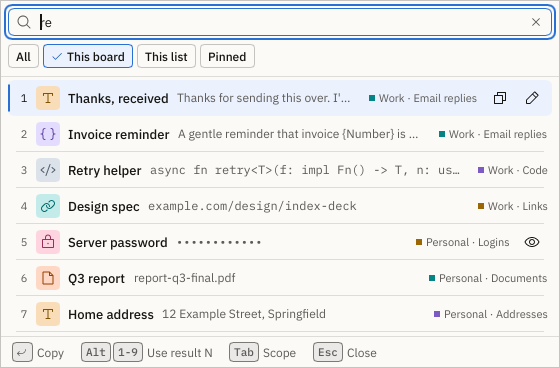 re
All This board This list Pinned
1 T Thanks, received Thanks for sending this over. I'… Work · Email replies
2 { } Invoice reminder A gentle reminder that invoice {Number} is … Work · Email replies
3 </> Retry helper async fn retry<T>(f: impl Fn() -> T, n: us… Work · Code
4 Design spec example.com/design/index-deck Work · Links
5 Server password •••••••••••• Personal · Logins
6 Q3 report report-q3-final.pdf Personal · Documents
7 T Home address 12 Example Street, Springfield Personal · Addresses
Copy Alt 1-9 Use result N Tab Scope Esc Close